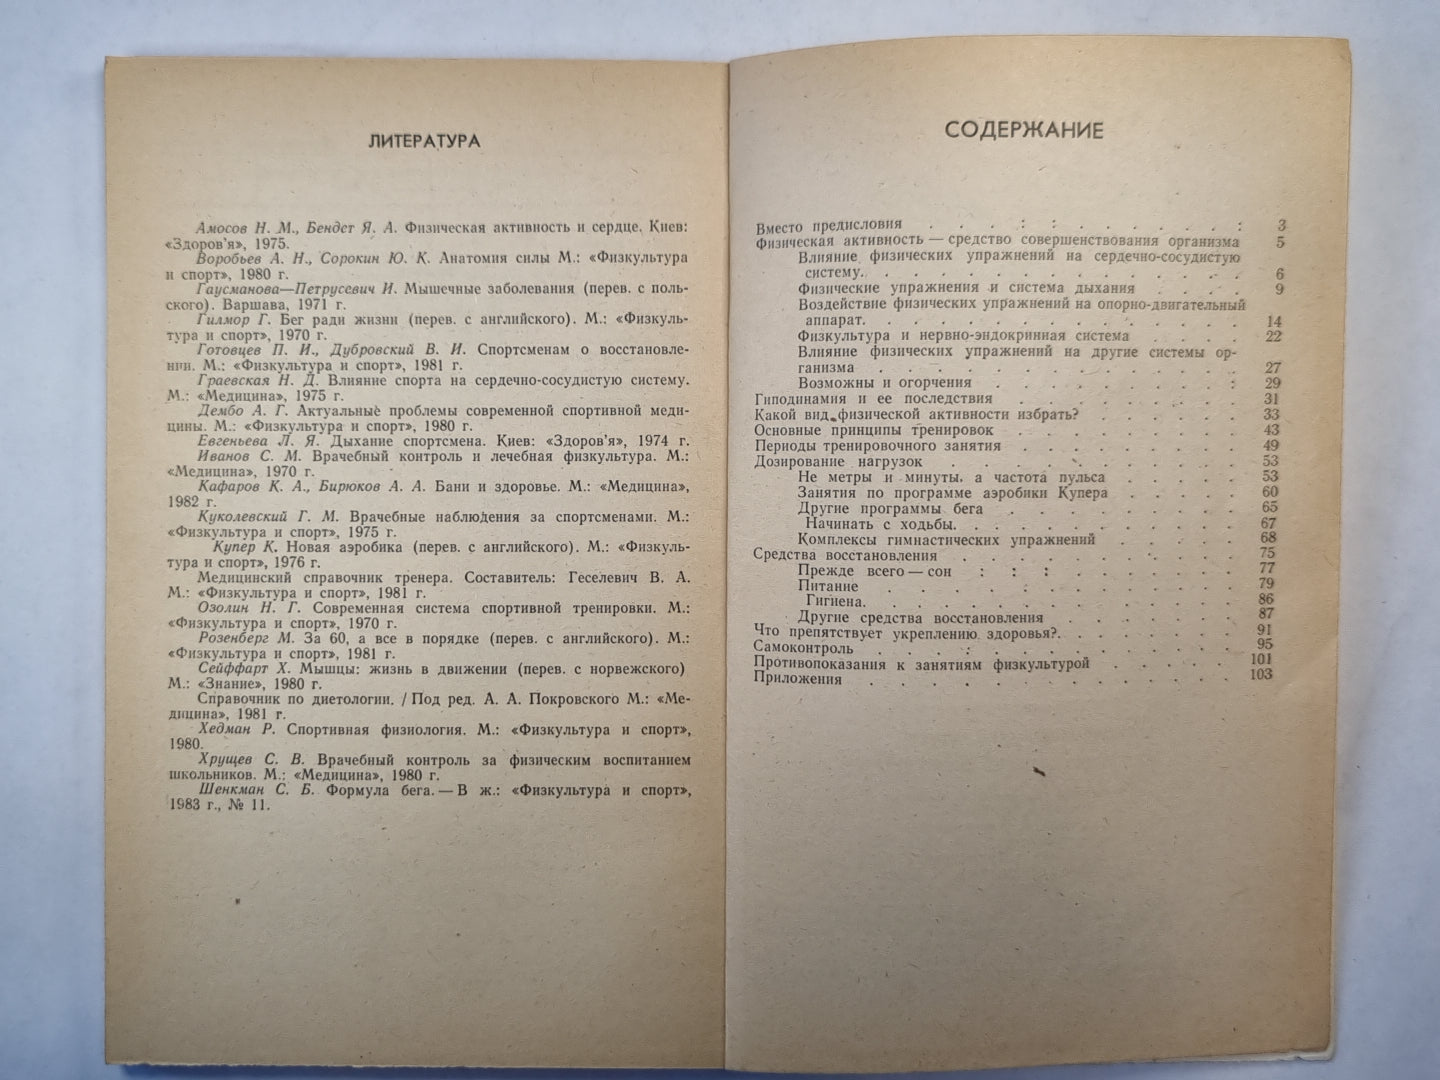 ЛИТЕРАТУРА
Амосов Н. М., Бендет Я. А. Физическая активность и сердце. Киев:
«Здоров'я», 1975.
Воробьев А. Н., Сорокин Ю. К. Анатомия силы М.: «Физкультура
и спорт», 1980 г.
Гаусманова—Петрусевич И. Мышечные заболевания (перев. с поль-
ского). Варшава, 1971 г.
Гилмор Г. Бег ради жизни (перев. с английского). М.: «Физкуль-
тура и спорт», 1970 г.
Готовцев П. И., Дубровский В. И. Спортсменам о восстановле-
нии. М.: «Физкультура и спорт», 1981 г.
Граевская Н. Д. Влияние спорта на сердечно-сосудистую систему.
М.: «Медицина», 1975 г.
Дембо А. Г. Актуальные проблемы современной спортивной меди-
цины. М.: «Физкультура и спорт», 1980 г.
Евгеньева Л. Я. Дыхание спортсмена. Киев: «Здоров'я», 1974 г.
Иванов С. М. Врачебный контроль и лечебная физкультура. М.:
«Медицина», 1970 г.
Кафаров К. А., Бирюков А. А. Бани и здоровье. М.: «Медицина»,
1982 г.
Куколевский Г. М. Врачебные наблюдения за спортсменами. М.:
«Физкультура и спорт», 1975 г.
Купер К. Новая аэробика (перев. с английского). М.: «Физкуль-
тура и спорт», 1976 г.
Медицинский справочник тренера. Составитель: Геселевич В. А.
М.: «Физкультура и спорт», 1981 г.
Озолин Н. Г. Современная система спортивной тренировки. М.:
«Физкультура и спорт», 1970 г.
Розенберг М. За 60, а все в порядке (перев. с английского). М.:
«Физкультура и спорт», 1981 г.
Сейффарт Х. Мышцы: жизнь в движении (перев. с норвежского)
М.: «Знание», 1980 г.
Справочник по диетологии. / Под ред. А. А. Покровского М.: «Ме-
дицина», 1981 г.
Хедман Р. Спортивная физиология. М.: «Физкультура и спорт»,
1980.
Хрущев С. В. Врачебный контроль за физическим воспитанием
школьников. М.: «Медицина», 1980 г.
Шенкман С. Б. Формула бега. — В ж.: «Физкультура и спорт»,
1983 г., № 11.
СОДЕРЖАНИЕ
Вместо предисловия 3
Физическая активность — средство совершенствования организма 5
Влияние физических упражнений на сердечно-сосудистую
систему. 6
Физические упражнения и система дыхания 9
Воздействие физических упражнений на опорно-двигательный
аппарат. 14
Физкультура и нервно-эндокринная система 22
Влияние физических упражнений на другие системы ор-
ганизма 27
Возможны и огорчения 29
Гиподинамия и ее последствия 31
Какой вид физической активности избрать? 33
Основные принципы тренировок 43
Периоды тренировочного занятия 49
Дозирование нагрузок 53
Не метры и минуты, а частота пульса 53
Занятия по программе аэробики Купера 60
Другие программы бега 65
Начинать с ходьбы. 67
Комплексы гимнастических упражнений 68
Средства восстановления 75
Прежде всего — сон 77
Питание 79
Гигиена. 86
Другие средства восстановления 87
Что препятствует укреплению здоровья?. 91
Самоконтроль 95
Противопоказания к занятиям физкультурой 101
Приложения 103